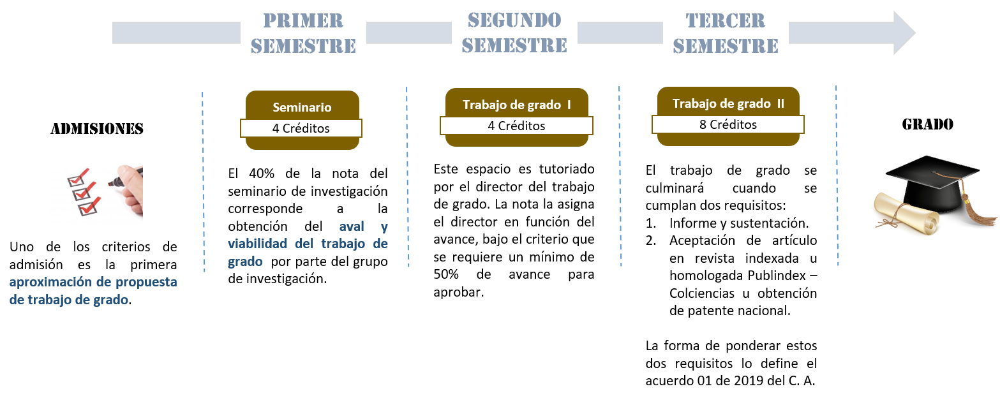 PRIMER
SEMESTRE
SEGUNDO
SEMESTRE
TERCER
SEMESTRE
ADMISIONES
Uno de los criterios de
admisión es la primera
aproximación de propuesta
de trabajo de grado.
Seminario
4 Créditos
El 40% de la nota del
seminario de investigación
corresponde a la
obtención del aval y
viabilidad del trabajo de
grado por parte del grupo
de investigación.
Trabajo de grado I
4 Créditos
Este espacio es tutoriado
por el director del trabajo
de grado. La nota la asigna
el director en función del
avance, bajo el criterio que
se requiere un mínimo de
50% de avance para
aprobar.
Trabajo de grado II
8 Créditos
El trabajo de grado se
culminará cuando se
cumplan dos requisitos:
1. Informe y sustentación.
2. Aceptación de artículo
en revista indexada u
homologada Publindex –
Colciencias u obtención
de patente nacional.
La forma de ponderar estos
dos requisitos lo define el
acuerdo 01 de 2019 del C. A.
GRADO